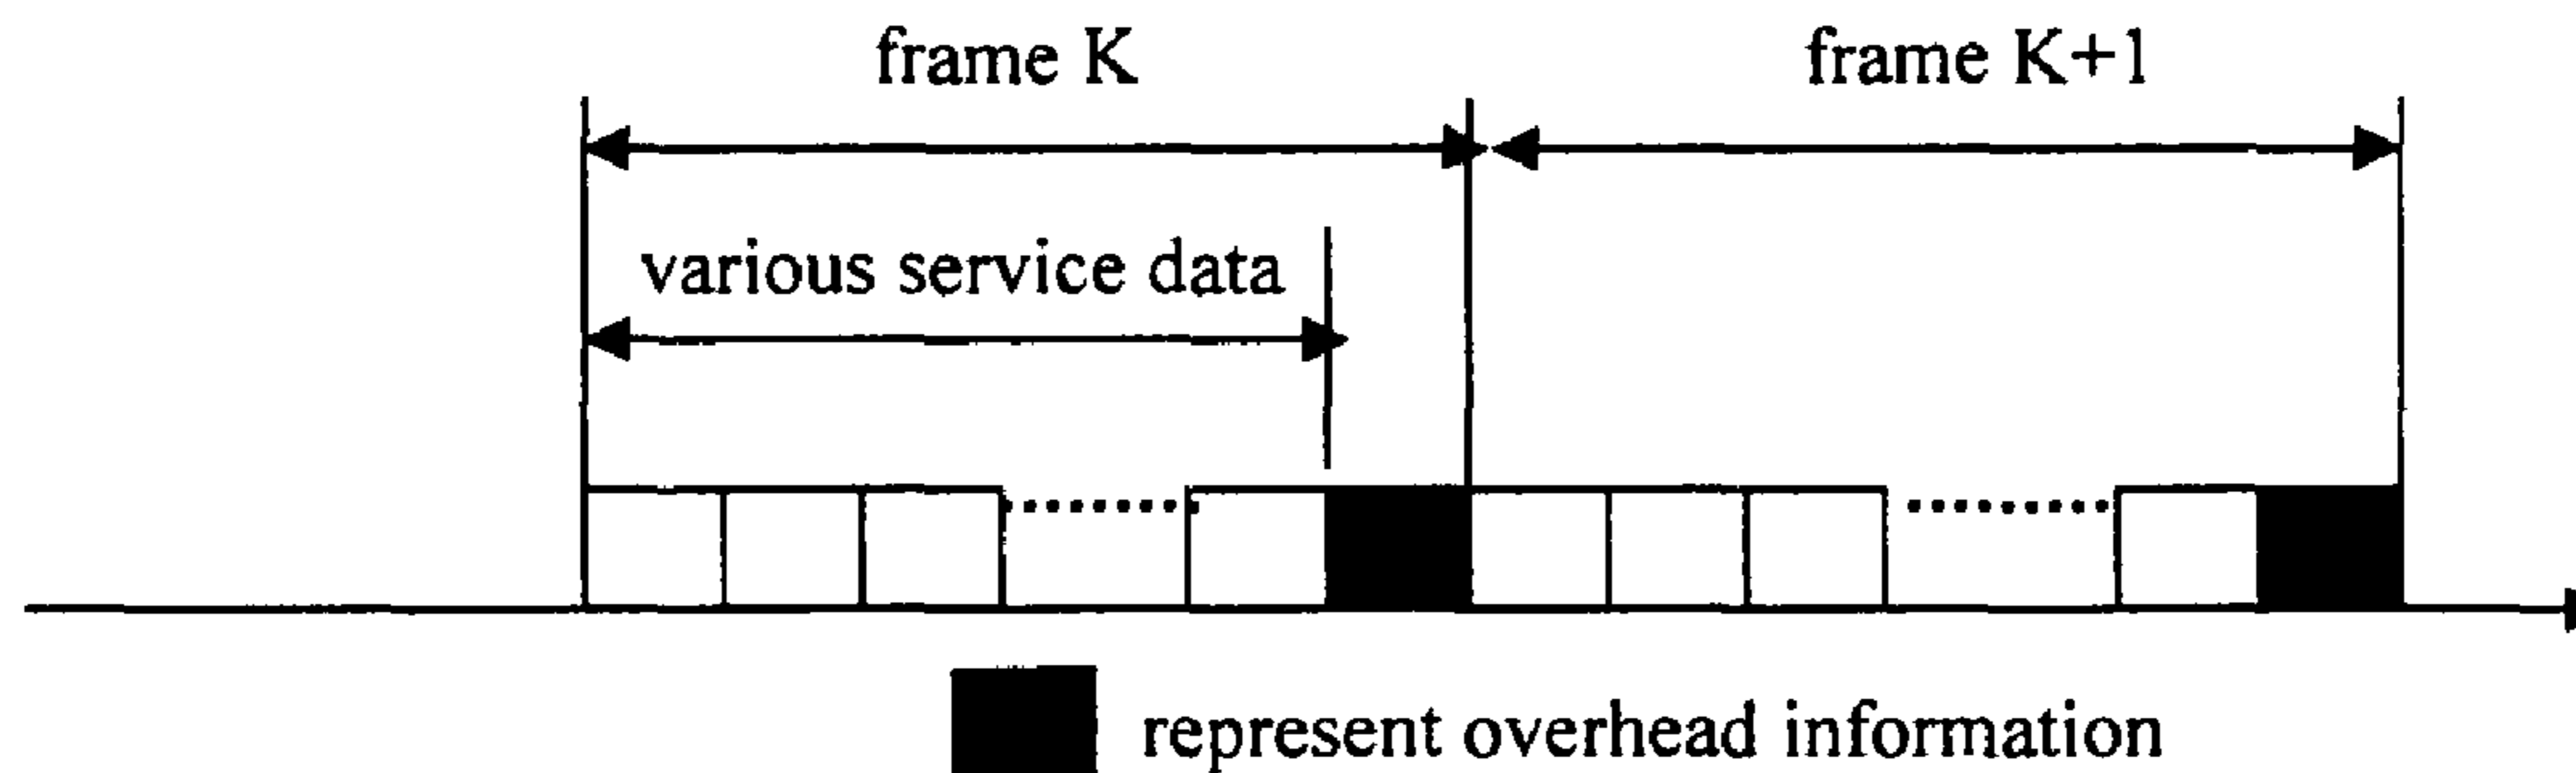 frame K
frame K+1
various service data
represent overhead information